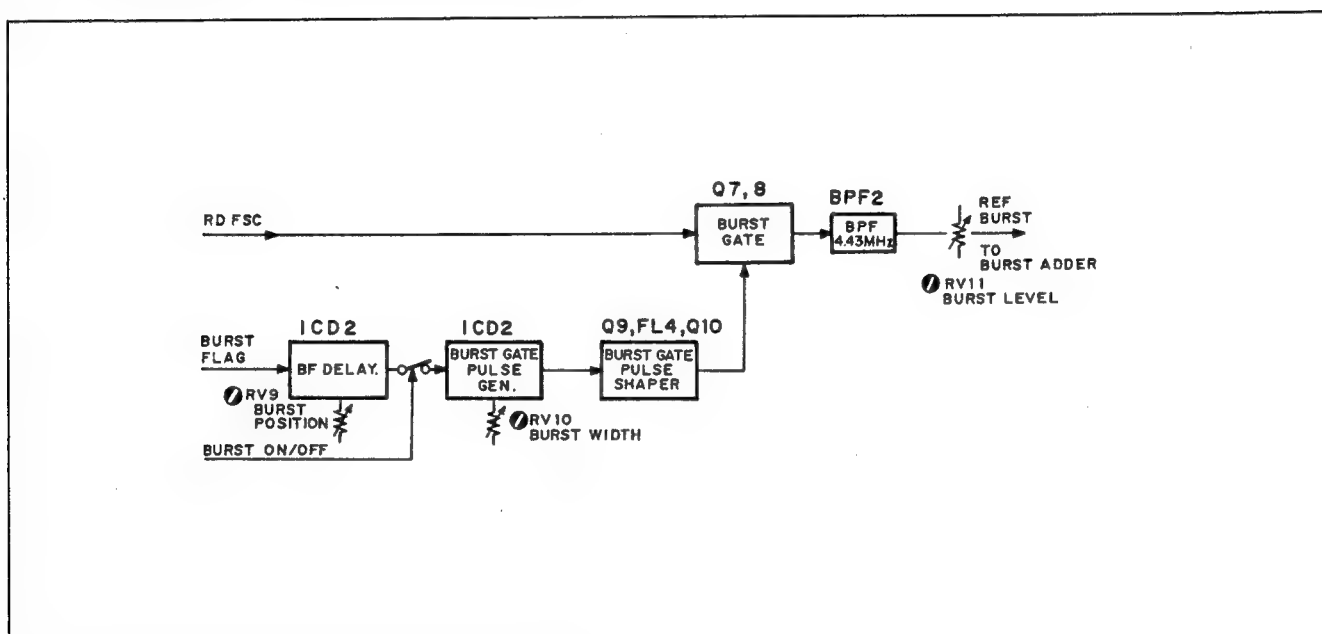 Q7, 8
BURST
GATE
BPF2
BPF
4.43MHz
REF
BURST
TO
BURST ADDER
RV11
BURST LEVEL
RD FSC
ICD2
BURST
FLAG
BF DELAY.
RV9
BURST
POSITION
BURST ON/OFF
ICD2
BURST GATE
PULSE
GEN.
RV10
BURST WIDTH
Q9,FL4,Q10
BURST GATE
PULSE
SHAPER